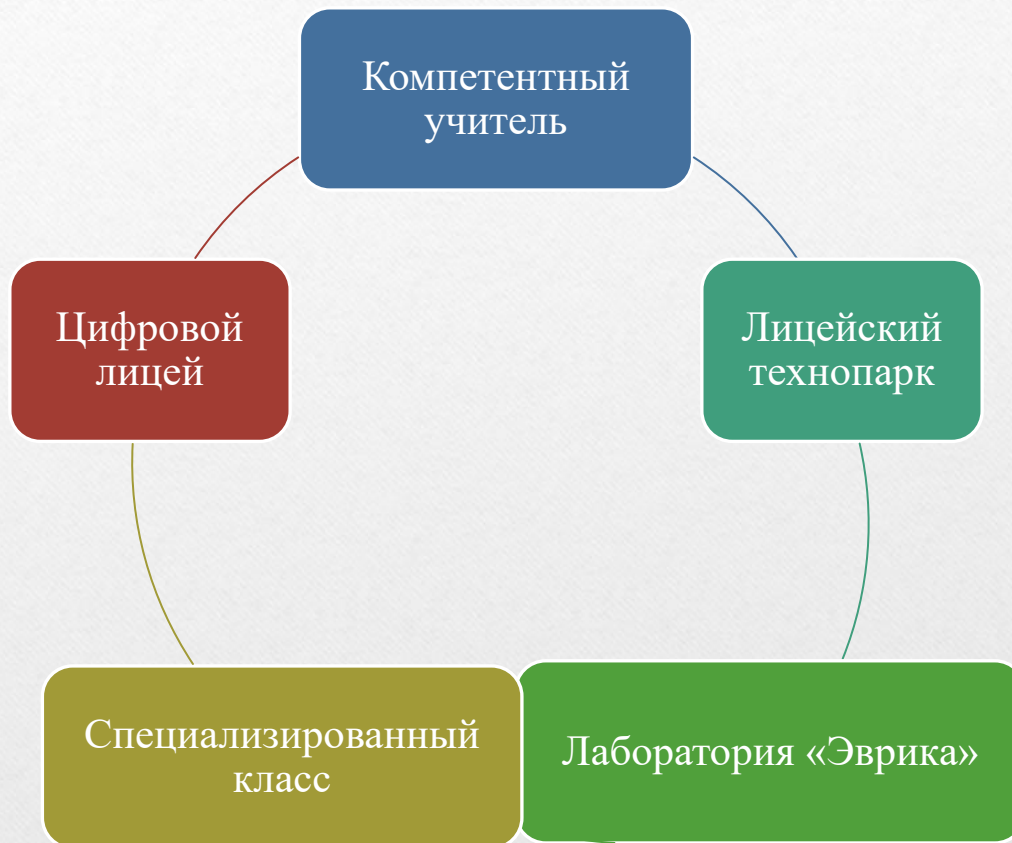 Компетентный
учитель
Цифровой
лицей
Лицейский
технопарк
Специализированный
класс
Лаборатория «Эврика»